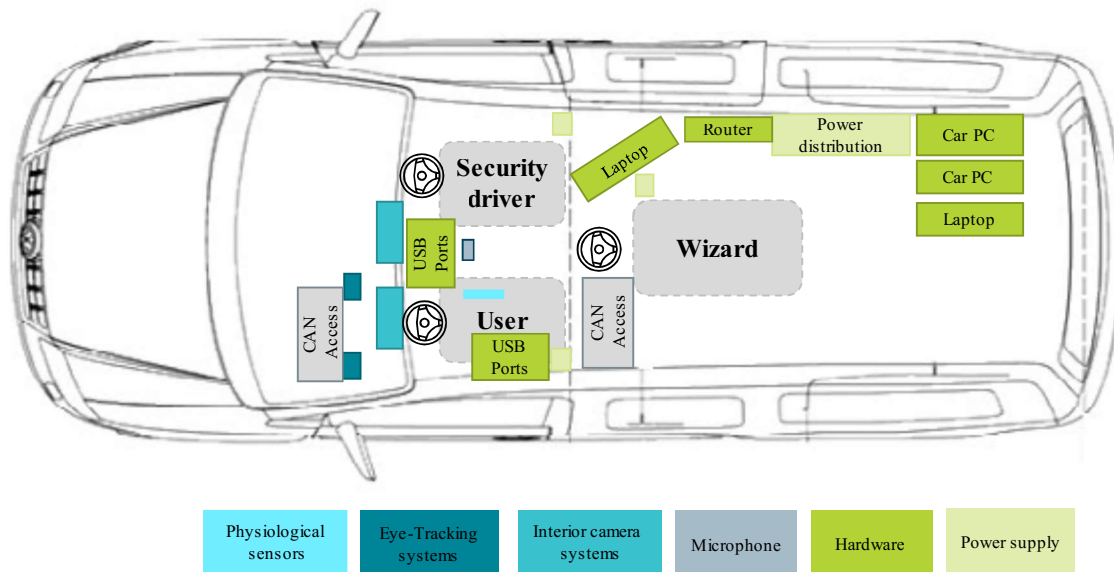 Router
Power
distribution
Car PC
Laptop
Security
driver
Car PC
Laptop
USB
Ports
Wizard
CAN
Access
User
CAN
Access
USB
Ports
Physiological
sensors
Eye-Tracking
systems
Interior camera
systems
Microphone
Hardware
Power supply